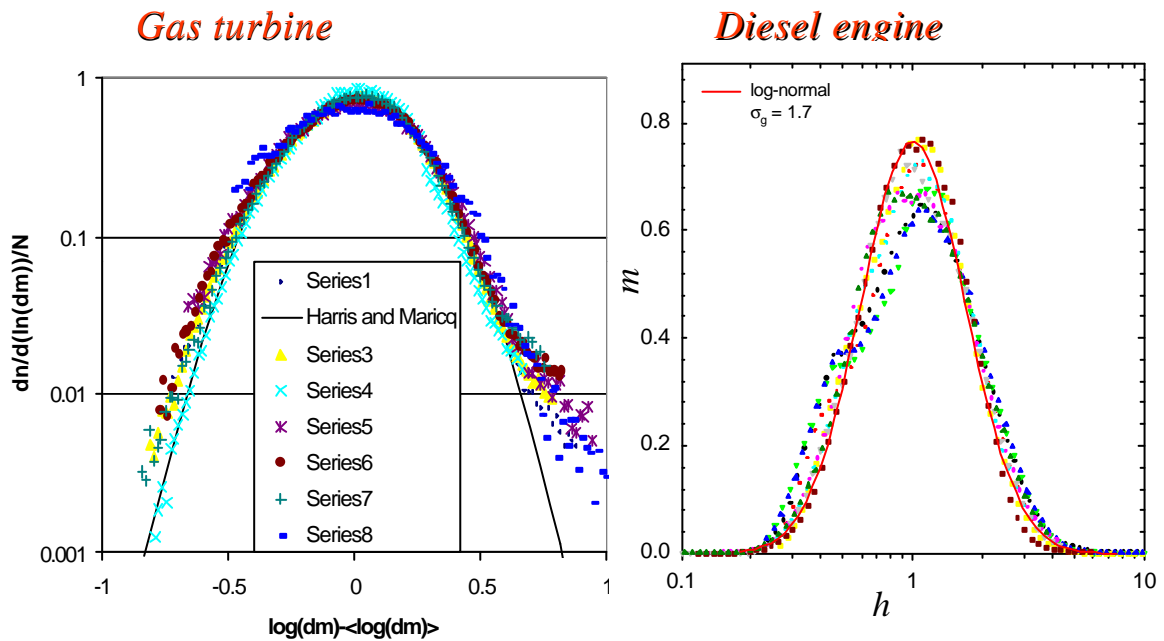 Gas turbine
1
0.1
0.01
0.001
dn/d(ln(dm))/N
Series1
Harris and Maricq
Series3
Series4
Series5
Series6
Series7
Series8
-1
-0.5
0
0.5
1
log(dm)-<log(dm)>
Diesel engine
log-normal
σg = 1.7
0.8
0.6
0.4
0.2
0.0
m
0.1
1
10
h